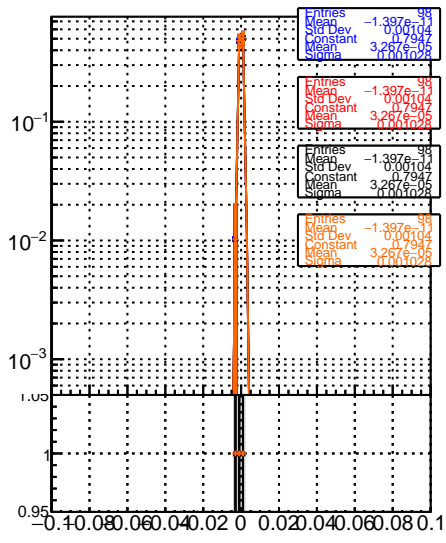 Entries 98
Mean −1.397e−11
Std Dev 0.00104
Constant 0.7947
Mean 3.267e−05
Sigma 0.001028
Entries 98
Mean −1.397e−11
Std Dev 0.00104
Constant 0.7947
Mean 3.267e−05
Sigma 0.001028
Entries 98
Mean −1.397e−11
Std Dev 0.00104
Constant 0.7947
Mean 3.267e−05
Sigma 0.001028
Entries 98
Mean −1.397e−11
Std Dev 0.00104
Constant 0.7947
Mean 3.267e−05
Sigma 0.001028
10⁻¹
10⁻²
10⁻³
1.05
1
0.95
−0.1 −0.08 −0.06 −0.04 −0.02 0 0.02 0.04 0.06 0.08 0.1